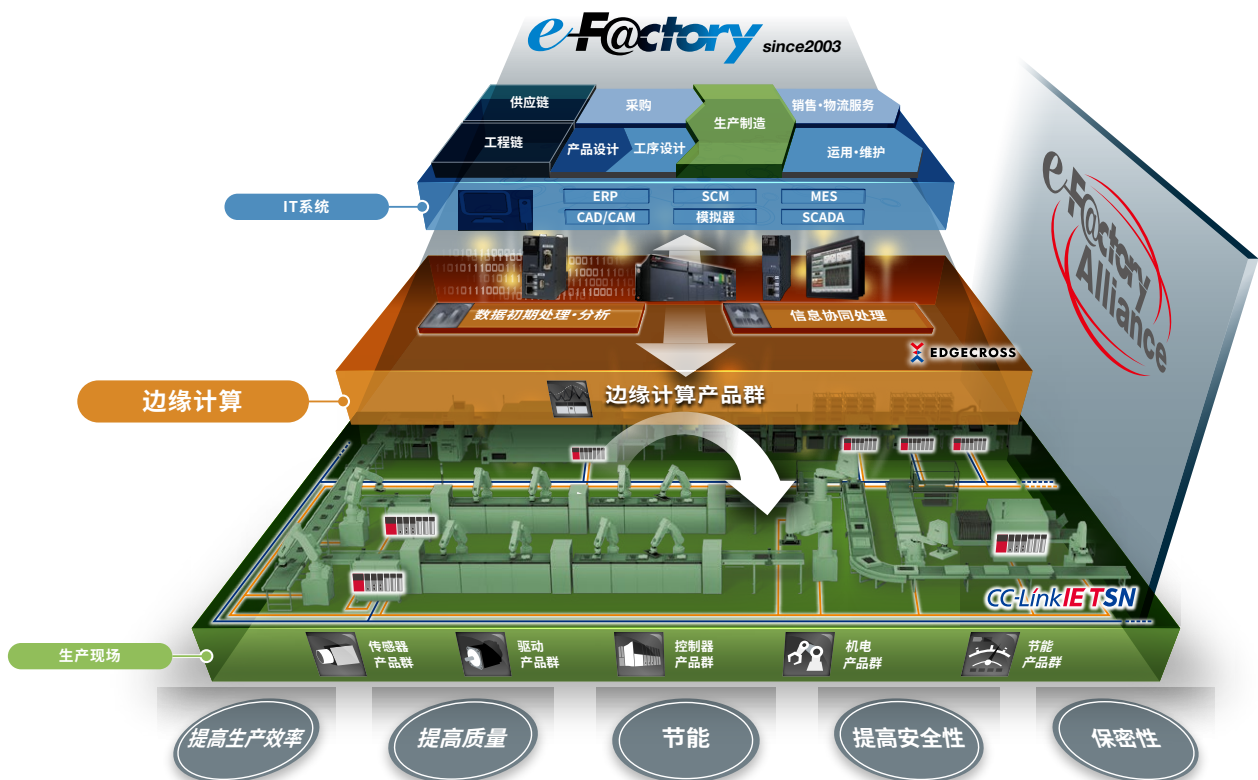 e-F@ctory since2003
供应链
采购
生产制造
销售·物流服务
工程链
产品设计
工序设计
运用·维护
IT系统
ERP
SCM
MES
CAD/CAM
模拟器
SCADA
数据初期处理·分析
信息协同处理
EDGECROSS
边缘计算
边缘计算产品群
e-F@ctory
Alliance
CC-Link IE TSN
生产现场
传感器
产品群
驱动
产品群
控制器
产品群
机电
产品群
节能
产品群
提高生产效率
提高质量
节能
提高安全性
保密性